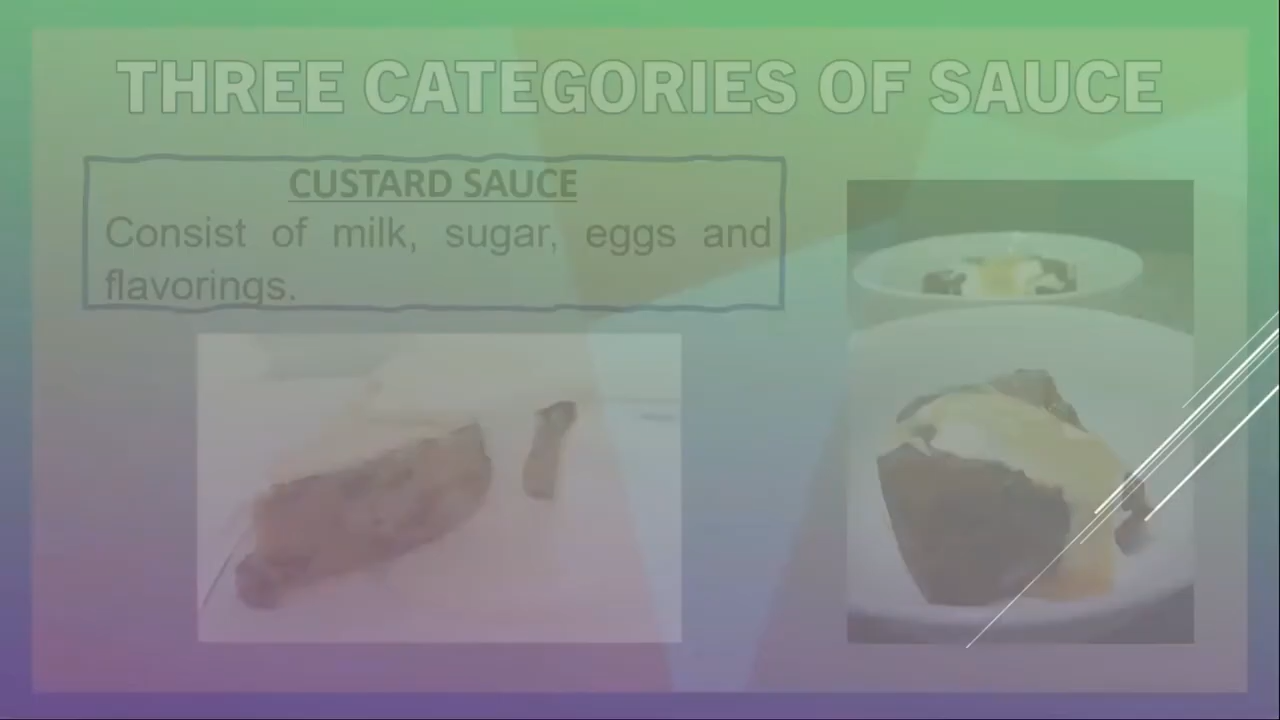 THREE CATEGORIES OF SAUCE
CUSTARD SAUCE
Consist of milk, sugar, eggs and
flavorings.